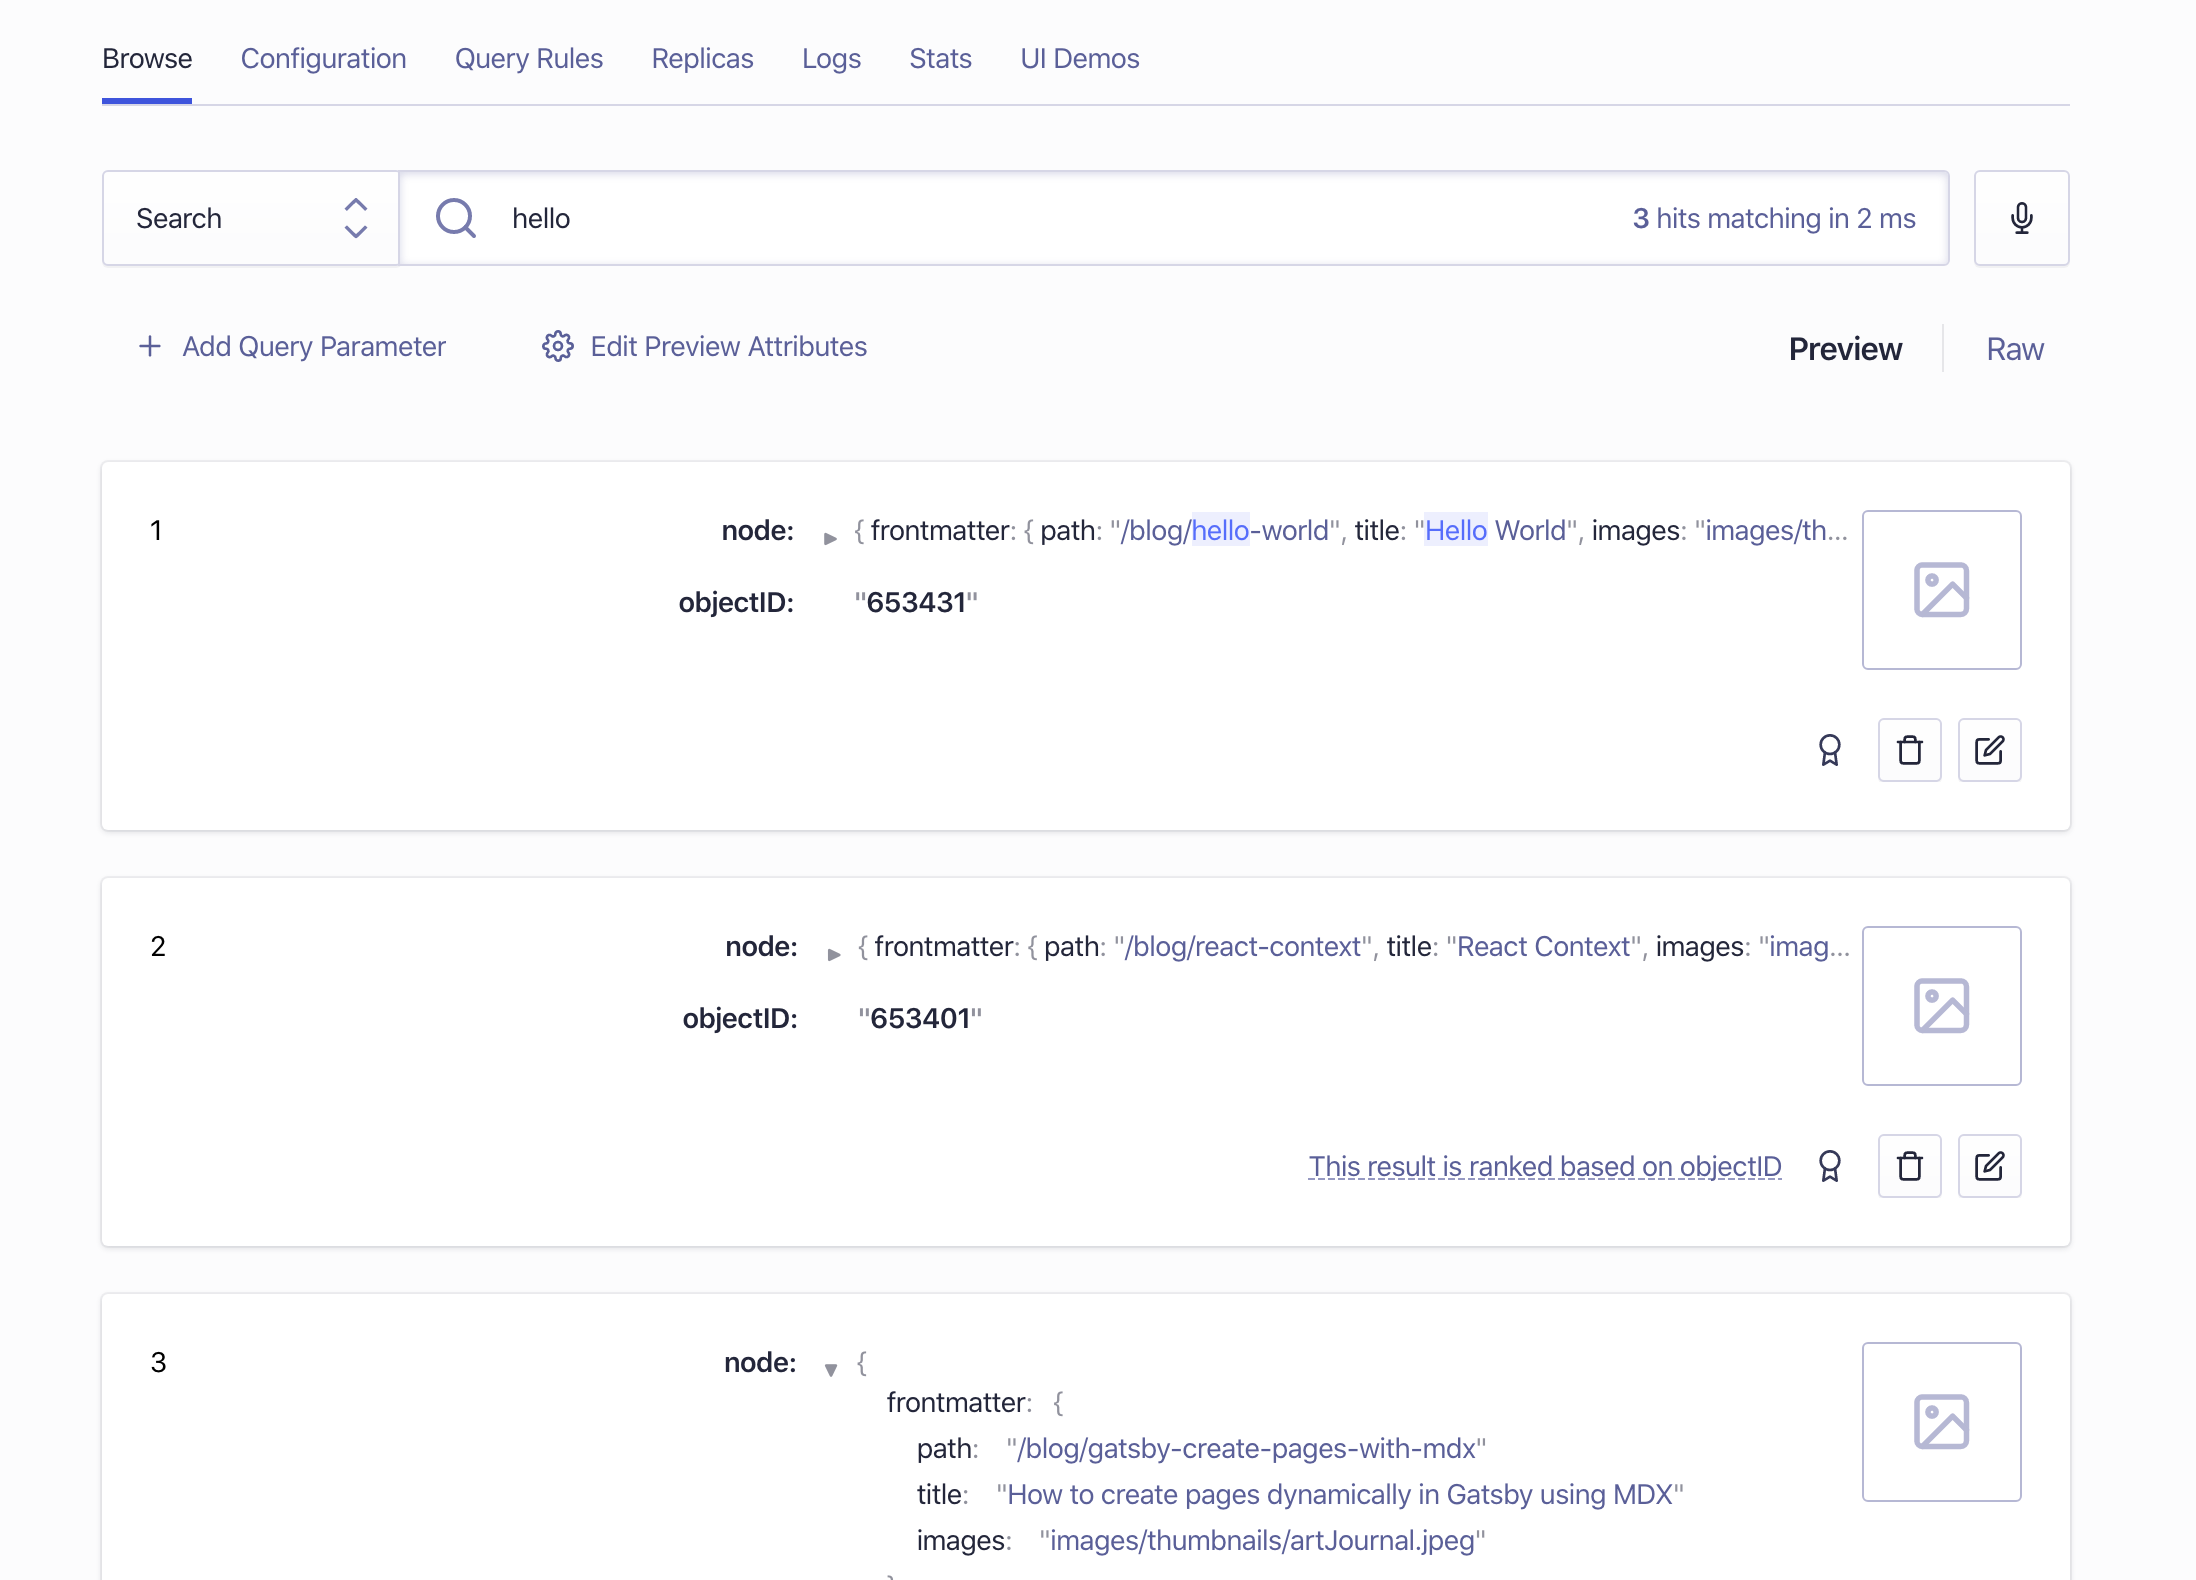 Browse Configuration Query Rules Replicas Logs Stats UI Demos
Search hello 3 hits matching in 2 ms
+ Add Query Parameter Edit Preview Attributes Preview Raw
1 node: ▶ { frontmatter: { path: "/blog/hello-world", title: "Hello World", images: "images/th...
objectID: "653431"
2 node: ▶ { frontmatter: { path: "/blog/react-context", title: "React Context", images: "imag...
objectID: "653401"
This result is ranked based on objectID
3 node: ▼ {
frontmatter: {
path: "/blog/gatsby-create-pages-with-mdx"
title: "How to create pages dynamically in Gatsby using MDX"
images: "images/thumbnails/artJournal.jpeg"
}